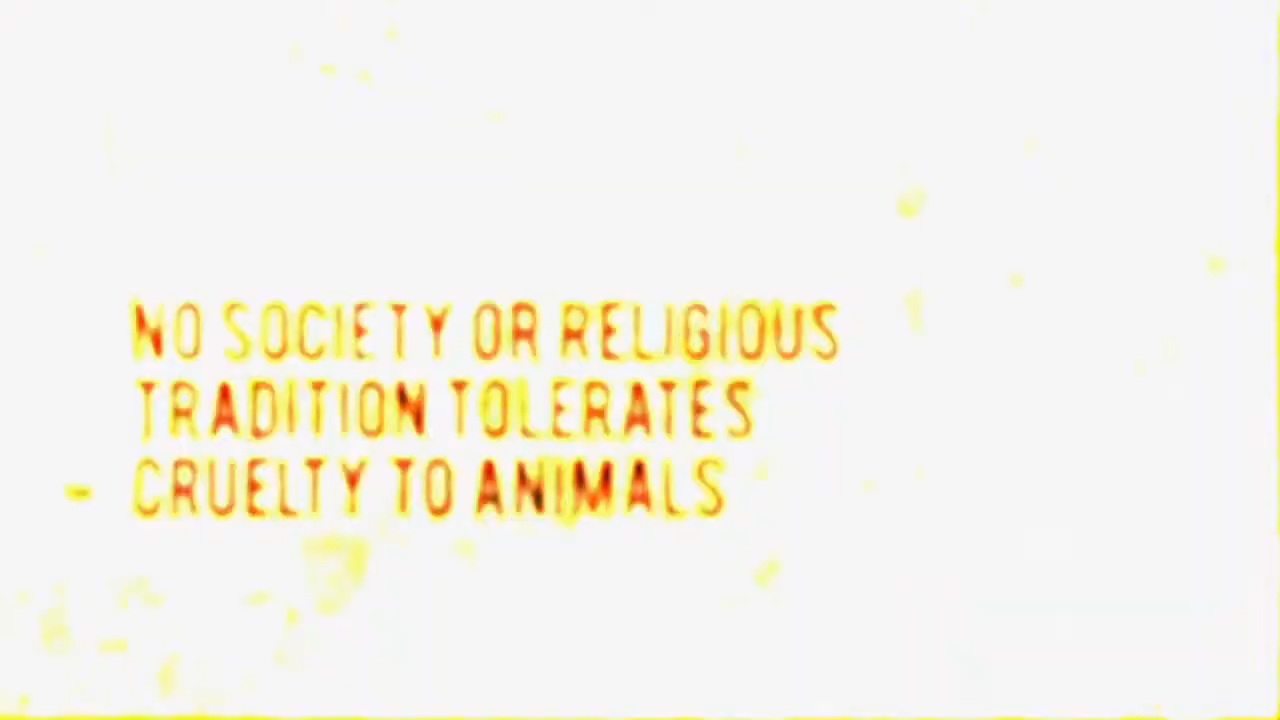 NO SOCIETY OR RELIGIOUS
TRADITION TOLERATES
CRUELTY TO ANIMALS